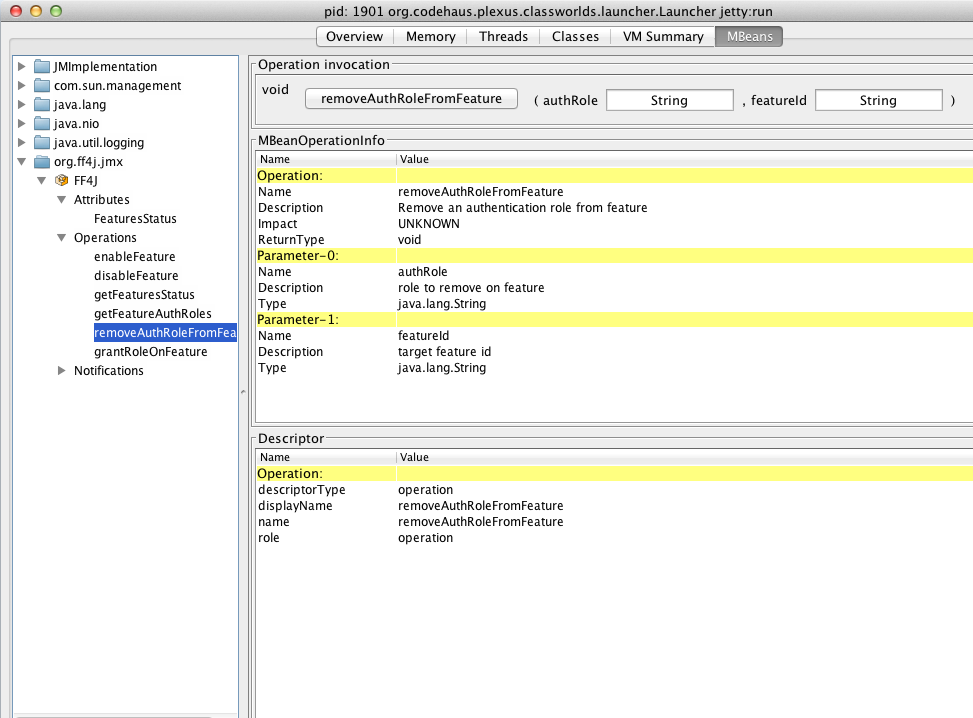 pid: 1901 org.codehaus.plexus.classworlds.launcher.Launcher jetty:run
Overview Memory Threads Classes VM Summary MBeans
JMImplementation
com.sun.management
java.lang
java.nio
java.util.logging
org.ff4j.jmx
FF4J
Attributes
FeaturesStatus
Operations
enableFeature
disableFeature
getFeaturesStatus
getFeatureAuthRoles
removeAuthRoleFromFea
grantRoleOnFeature
Notifications
Operation invocation
void removeAuthRoleFromFeature ( authRole String , featureId String )
MBeanOperationInfo
Name Value
Operation:
Name removeAuthRoleFromFeature
Description Remove an authentication role from feature
Impact UNKNOWN
ReturnType void
Parameter-0:
Name authRole
Description role to remove on feature
Type java.lang.String
Parameter-1:
Name featureId
Description target feature id
Type java.lang.String
Descriptor
Name Value
Operation:
descriptorType operation
displayName removeAuthRoleFromFeature
name removeAuthRoleFromFeature
role operation